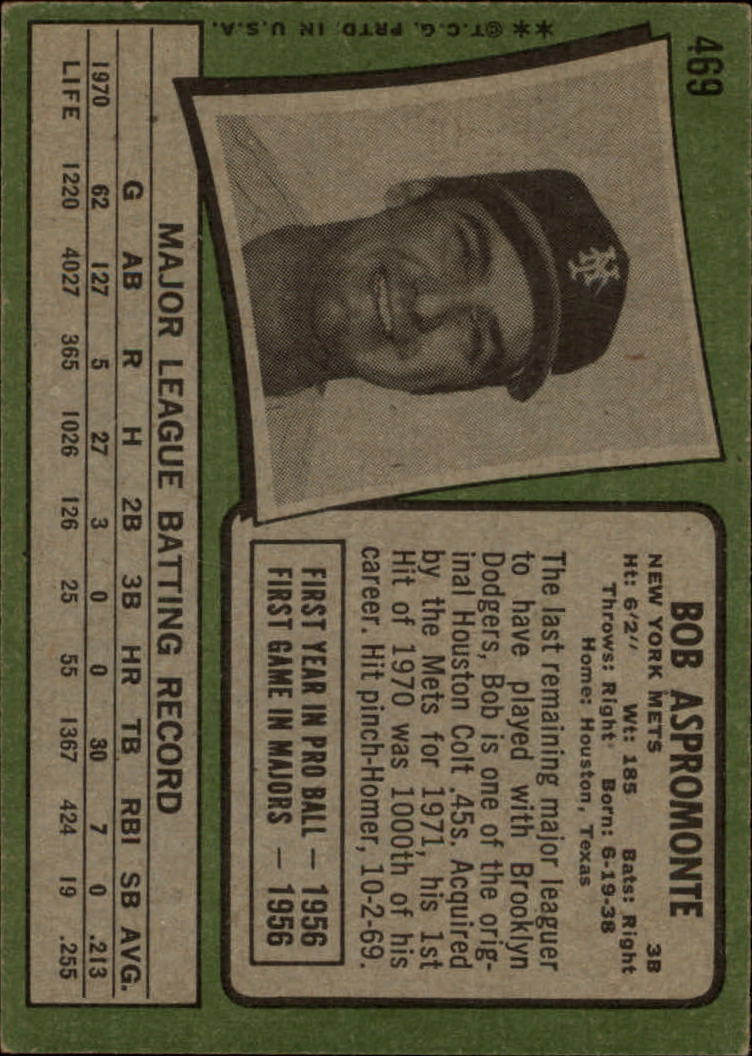 469
BOB ASPROMONTE
NEW YORK METS 3B
Ht: 6'2" Wt: 185 Bats: Right
Throws: Right Born: 6-19-38
Home: Houston, Texas
The last remaining major leaguer
to have played with Brooklyn
Dodgers, Bob is one of the orig-
inal Houston Colt .45s. Acquired
by the Mets for 1971, his 1st
Hit of 1970 was 1000th of his
career. Hit pinch-Homer, 10-2-69.
FIRST YEAR IN PRO BALL — 1956
FIRST GAME IN MAJORS — 1956
NY
MAJOR LEAGUE BATTING RECORD
G AB R H 2B 3B HR TB RBI SB AVG.
1970 62 127 5 27 3 0 0 30 7 0 .213
LIFE 1220 4027 365 1026 126 25 55 1367 424 19 .255
**©T.C.G. PRTD. IN U.S.A.